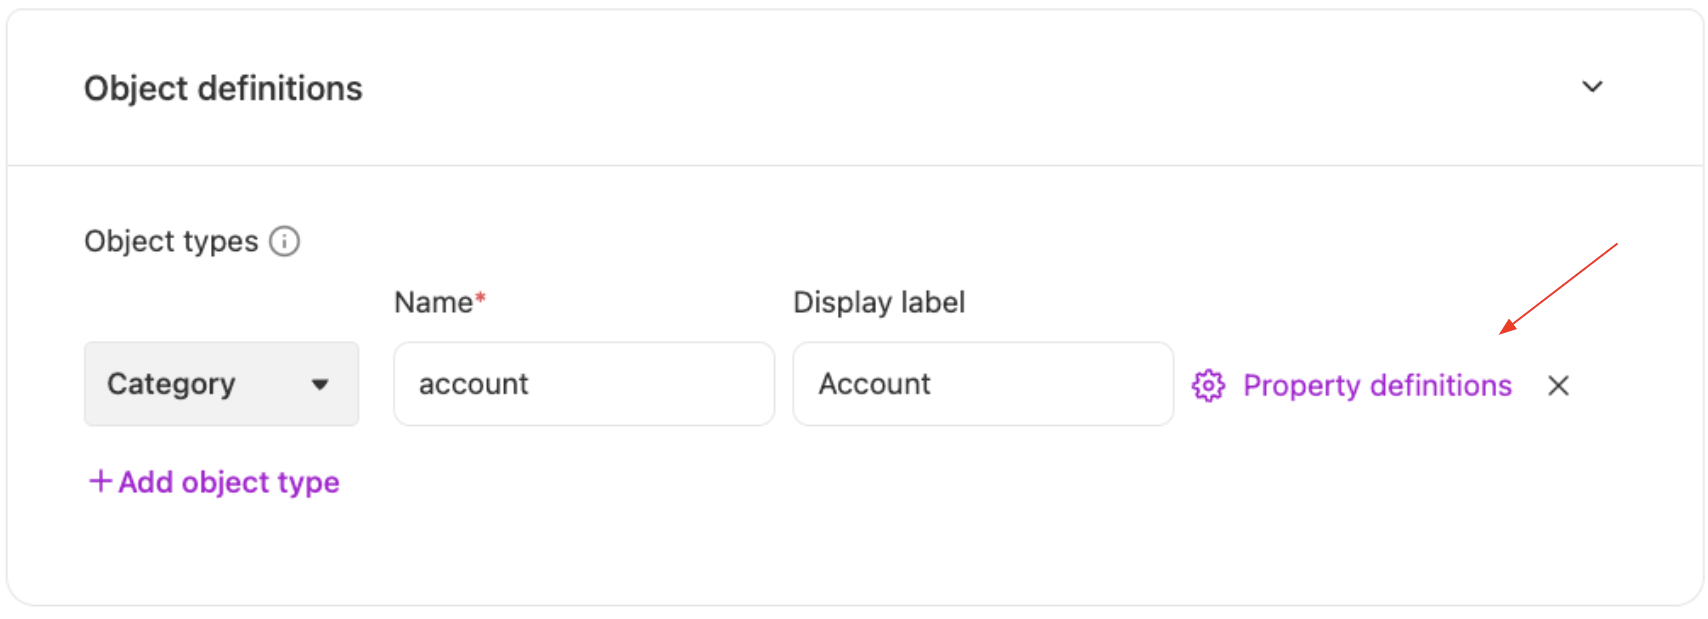 Object definitions
Object types
Name*
Display label
Category
account
Account
Property definitions
+Add object type